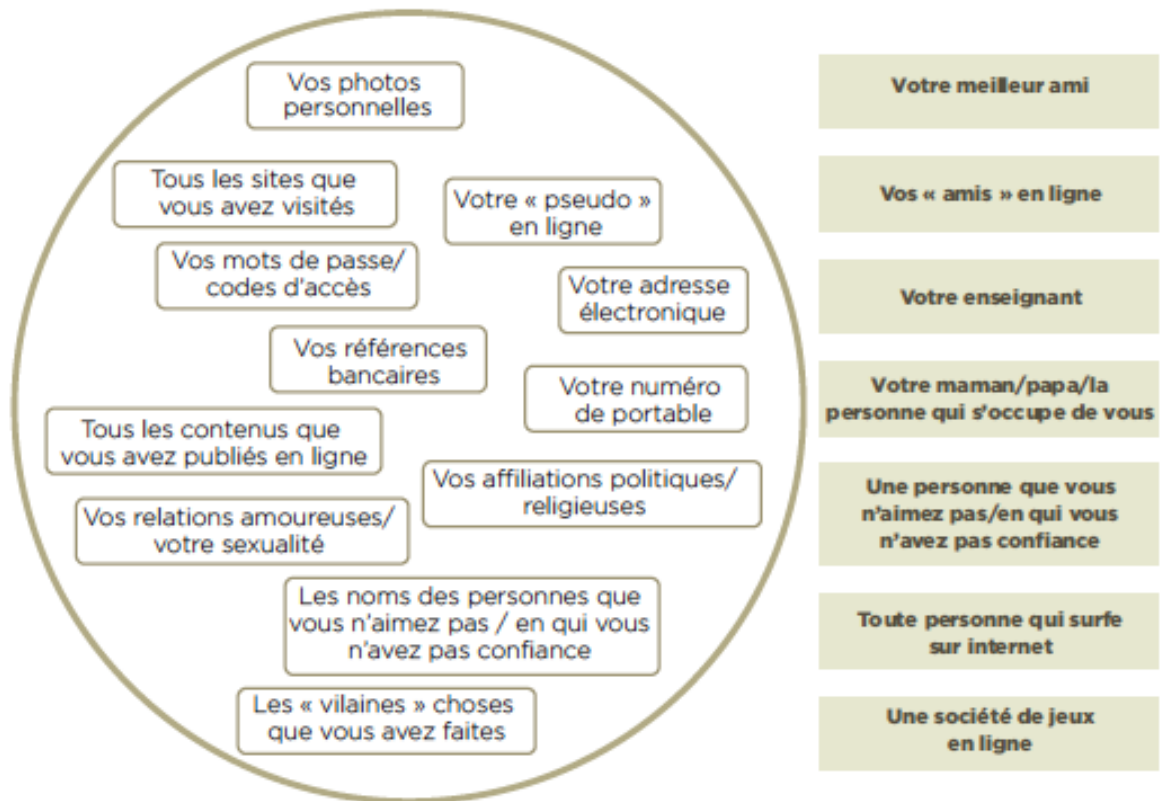 Vos photos
personnelles
Tous les sites que
vous avez visités
Votre « pseudo »
en ligne
Vos mots de passe/
codes d'accès
Votre adresse
électronique
Vos références
bancaires
Votre numéro
de portable
Tous les contenus que
vous avez publiés en ligne
Vos affiliations politiques/
religieuses
Vos relations amoureuses/
votre sexualité
Les noms des personnes que
vous n'aimez pas / en qui vous
n'avez pas confiance
Les « vilaines » choses
que vous avez faites
Votre meilleur ami
Vos « amis » en ligne
Votre enseignant
Votre maman/papa/la
personne qui s'occupe de vous
Une personne que vous
n'aimez pas/en qui vous
n'avez pas confiance
Toute personne qui surfe
sur internet
Une société de jeux
en ligne